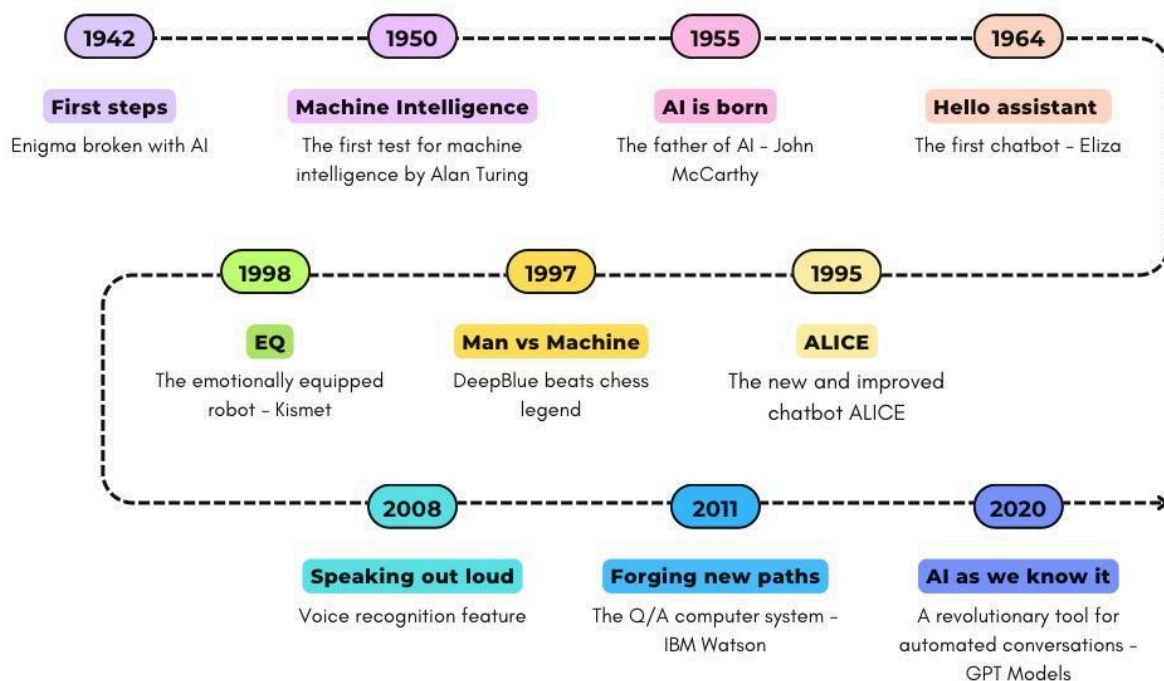 1942
First steps
Enigma broken with AI
1950
Machine Intelligence
The first test for machine
intelligence by Alan Turing
1955
AI is born
The father of AI - John
McCarthy
1964
Hello assistant
The first chatbot - Eliza
1995
ALICE
The new and improved
chatbot ALICE
1997
Man vs Machine
DeepBlue beats chess
legend
1998
EQ
The emotionally equipped
robot - Kismet
2008
Speaking out loud
Voice recognition feature
2011
Forging new paths
The Q/A computer system -
IBM Watson
2020
AI as we know it
A revolutionary tool for
automated conversations -
GPT Models